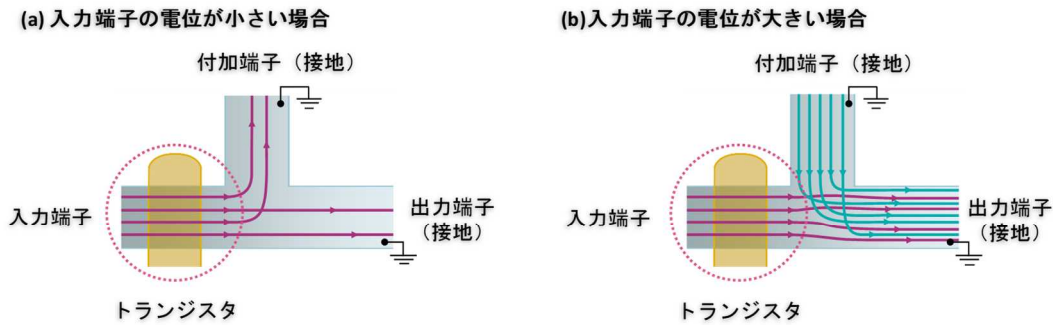 (a) 入力端子の電位が小さい場合
付加端子（接地）
入力端子
出力端子
（接地）
トランジスタ
(b)入力端子の電位が大きい場合
付加端子（接地）
入力端子
出力端子
（接地）
トランジスタ